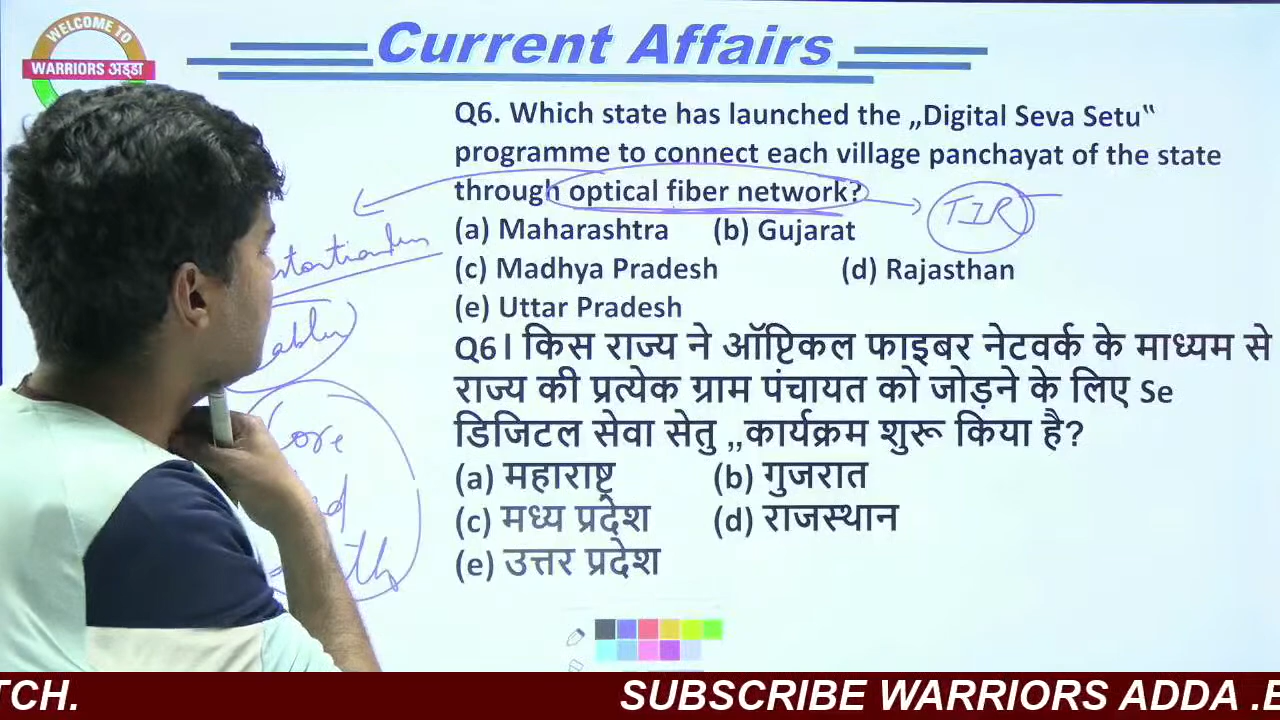 WELCOME TO
WARRIORS अड्डा
Current Affairs
Q6. Which state has launched the „Digital Seva Setu‟
programme to connect each village panchayat of the state
through optical fiber network?
TIR
(a) Maharashtra (b) Gujarat
(c) Madhya Pradesh (d) Rajasthan
(e) Uttar Pradesh
Q6। किस राज्य ने ऑप्टिकल फाइबर नेटवर्क के माध्यम से
राज्य की प्रत्येक ग्राम पंचायत को जोड़ने के लिए Se
डिजिटल सेवा सेतु „कार्यक्रम शुरू किया है?
(a) महाराष्ट्र (b) गुजरात
(c) मध्य प्रदेश (d) राजस्थान
(e) उत्तर प्रदेश
TCH. SUBSCRIBE WARRIORS ADDA .